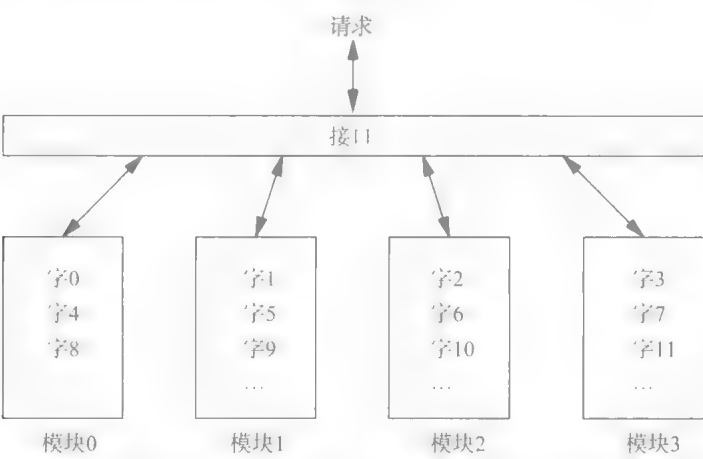 请求
接口
字0 字1 字2 字3
字4 字5 字6 字7
字8 字9 字10 字11
… … … …
模块0 模块1 模块2 模块3